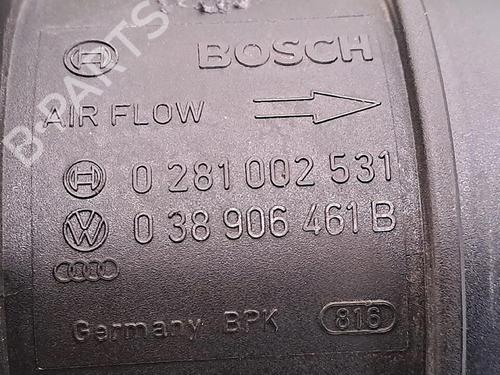 BOSCH
AIR FLOW
0 281 002 531
0 38 906 461 B
Germany BPK 816
B-PARTS